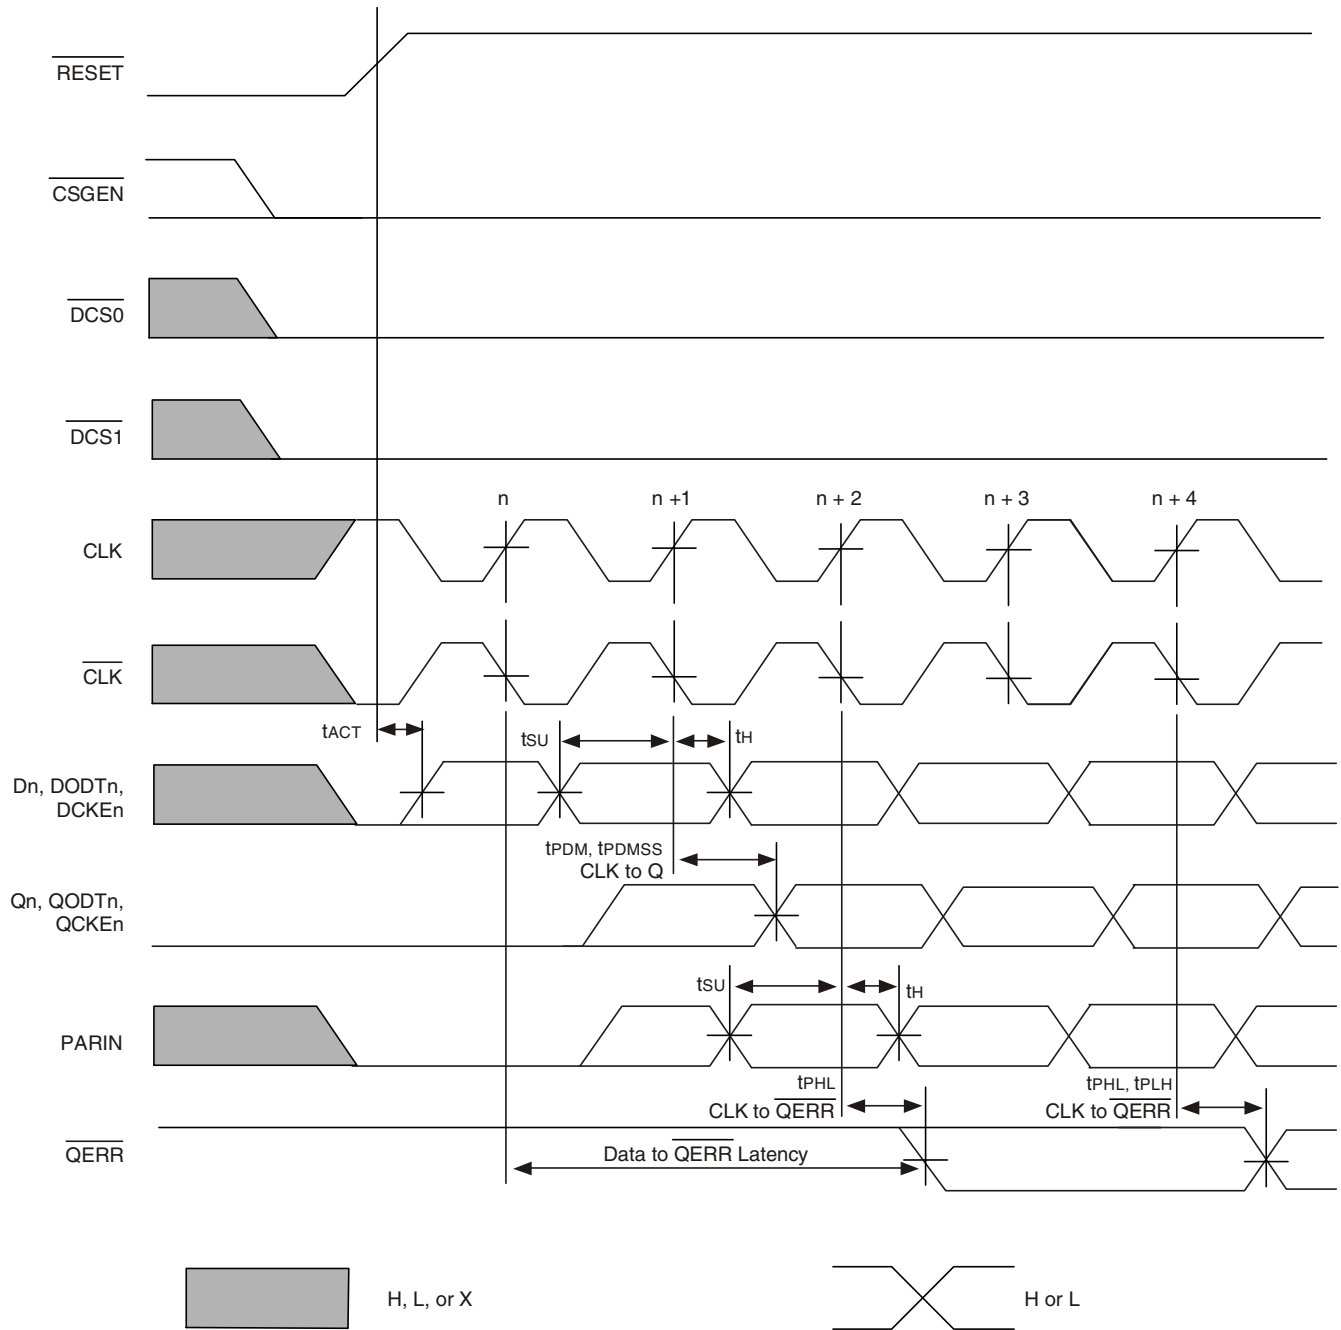 RESET
CSGEN
DCS0
DCS1
n
n +1
n + 2
n + 3
n + 4
CLK
CLK
tACT
tSU
tH
Dn, DODTn,
DCKEn
tPDM, tPDMSS
CLK to Q
Qn, QODTn,
QCKEn
tSU
tH
PARIN
tPHL
CLK to QERR
tPHL, tPLH
CLK to QERR
QERR
Data to QERR Latency
H, L, or X
H or L